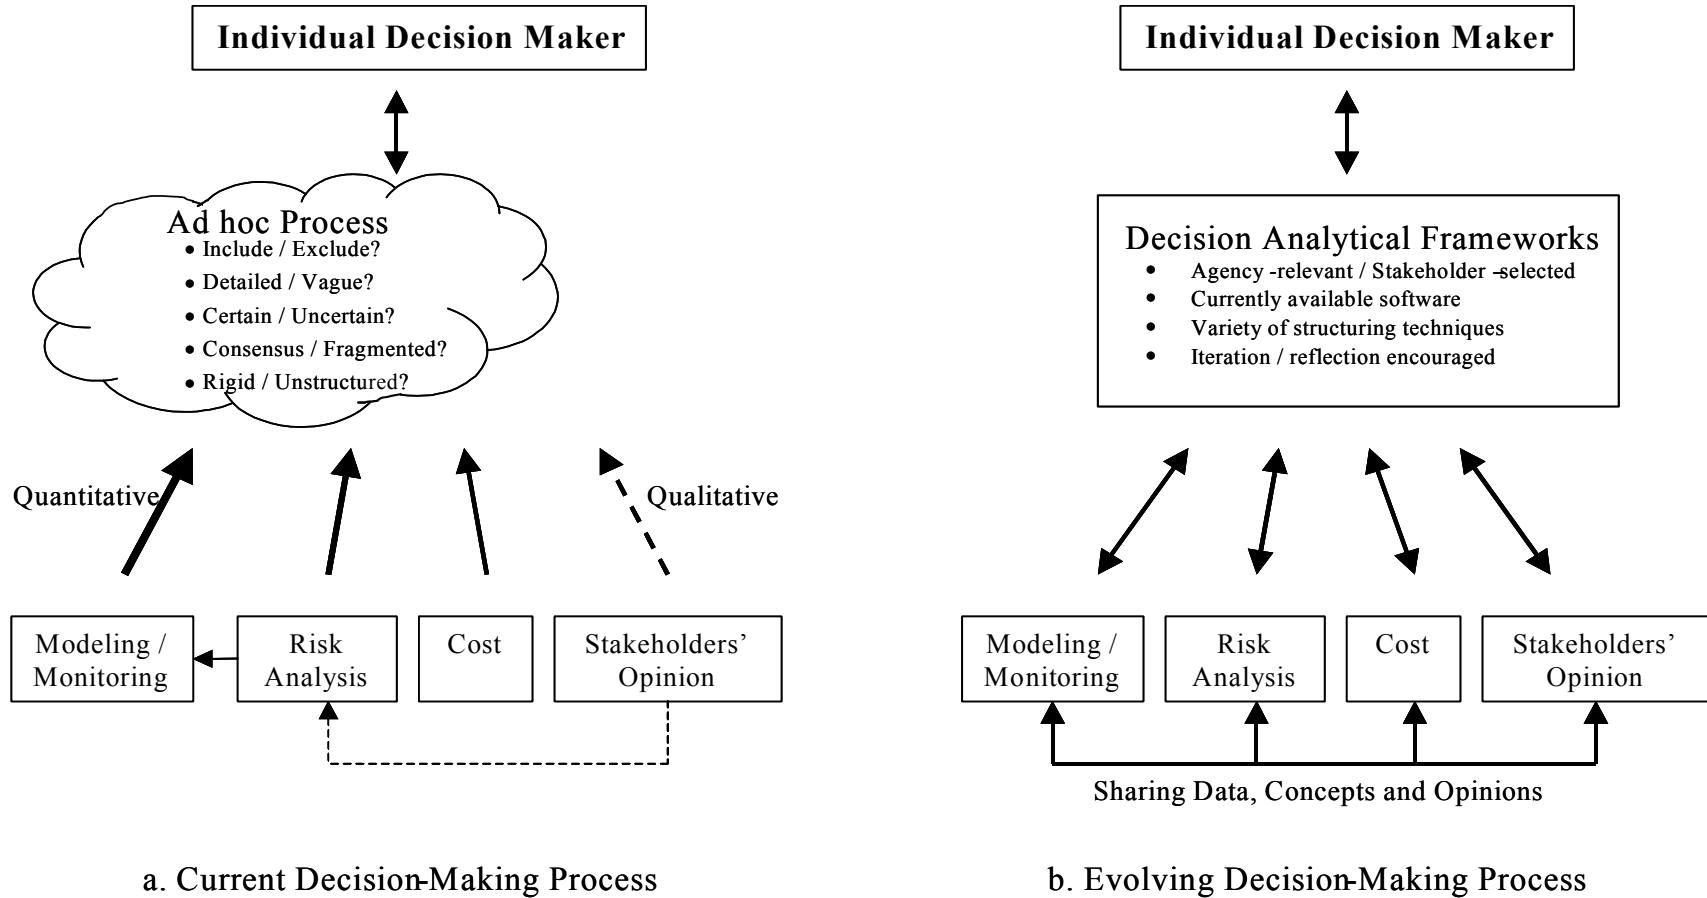 Individual Decision Maker
Ad hoc Process
• Include / Exclude?
• Detailed / Vague?
• Certain / Uncertain?
• Consensus / Fragmented?
• Rigid / Unstructured?
Quantitative
Qualitative
Modeling /
Monitoring
Risk
Analysis
Cost
Stakeholders’
Opinion
a. Current Decision-Making Process
Individual Decision Maker
Decision Analytical Frameworks
• Agency -relevant / Stakeholder –selected
• Currently available software
• Variety of structuring techniques
• Iteration / reflection encouraged
Modeling /
Monitoring
Risk
Analysis
Cost
Stakeholders’
Opinion
Sharing Data, Concepts and Opinions
b. Evolving Decision-Making Process